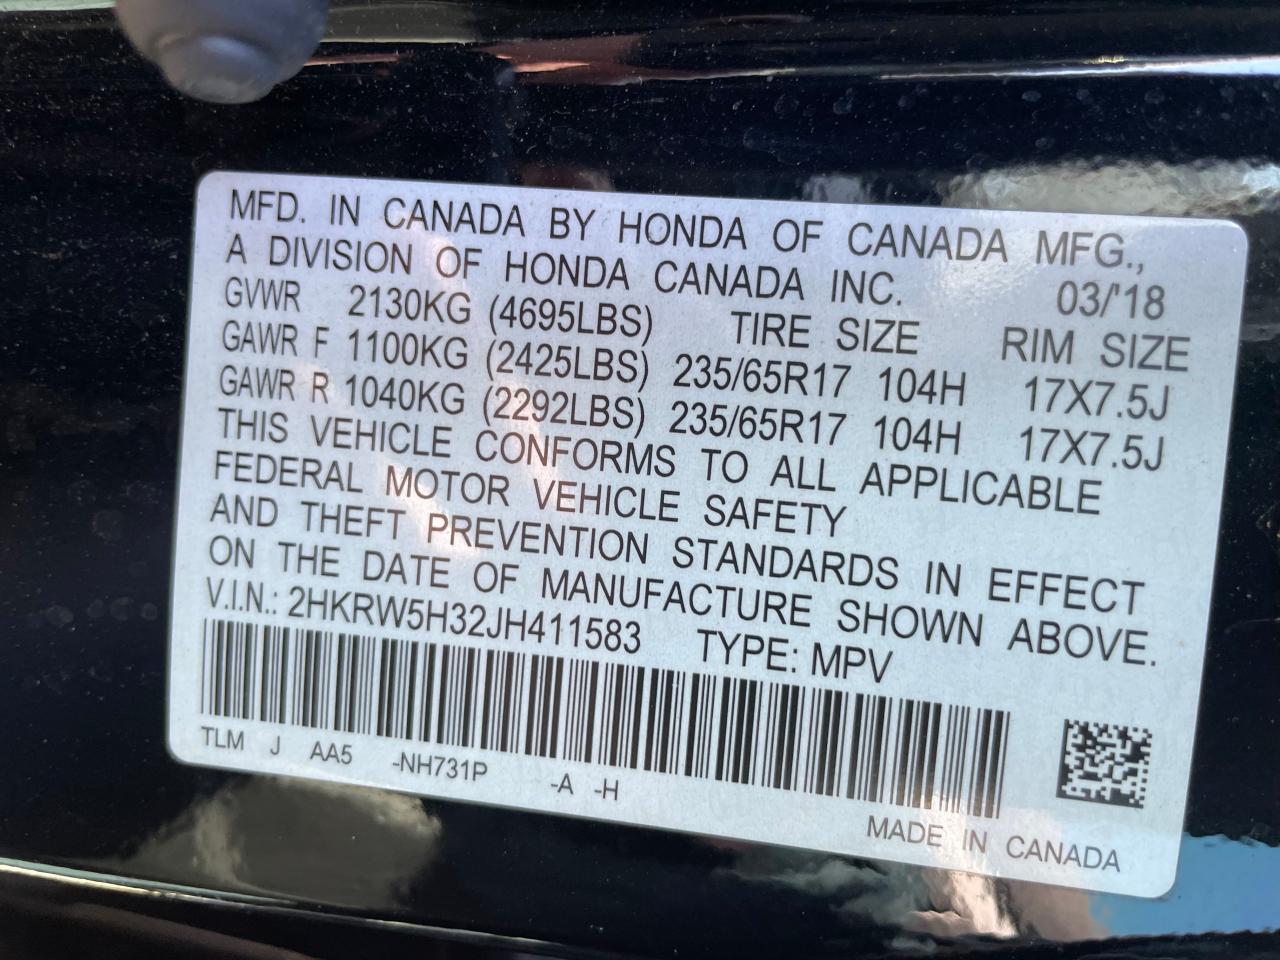 MFD. IN CANADA BY HONDA OF CANADA MFG.,
A DIVISION OF HONDA CANADA INC. 03/'18
GVWR 2130KG (4695LBS) TIRE SIZE RIM SIZE
GAWR F 1100KG (2425LBS) 235/65R17 104H 17X7.5J
GAWR R 1040KG (2292LBS) 235/65R17 104H 17X7.5J
THIS VEHICLE CONFORMS TO ALL APPLICABLE
FEDERAL MOTOR VEHICLE SAFETY
AND THEFT PREVENTION STANDARDS IN EFFECT
ON THE DATE OF MANUFACTURE SHOWN ABOVE.
V.I.N.: 2HKRW5H32JH411583 TYPE: MPV
TLM J AA5 -NH731P -A -H
MADE IN CANADA